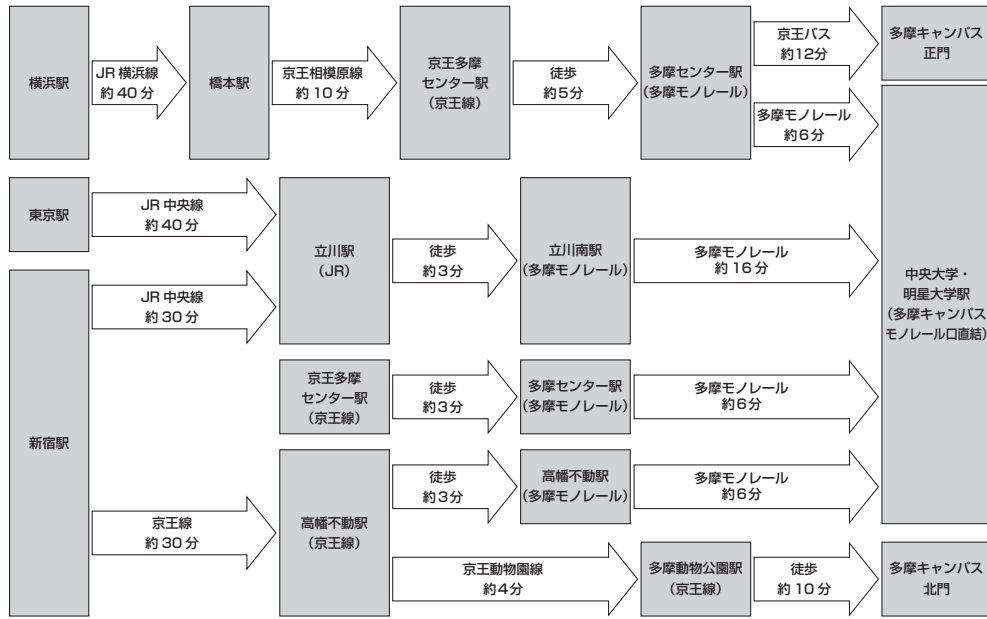 横浜駅
JR 横浜線
約 40 分
橋本駅
京王相模原線
約 10 分
京王多摩
センター駅
(京王線)
徒歩
約5分
多摩センター駅
(多摩モノレール)
京王バス
約12分
多摩キャンパス
正門
多摩モノレール
約6分
東京駅
JR 中央線
約 40 分
立川駅
(JR)
徒歩
約3分
立川南駅
(多摩モノレール)
多摩モノレール
約 16 分
中央大学・
明星大学駅
(多摩キャンパス
モノレール口直結)
新宿駅
JR 中央線
約 30 分
京王多摩
センター駅
(京王線)
徒歩
約3分
多摩センター駅
(多摩モノレール)
多摩モノレール
約6分
京王線
約 30 分
高幡不動駅
(京王線)
徒歩
約3分
高幡不動駅
(多摩モノレール)
多摩モノレール
約6分
京王動物園線
約4分
多摩動物公園駅
(京王線)
徒歩
約 10 分
多摩キャンパス
北門